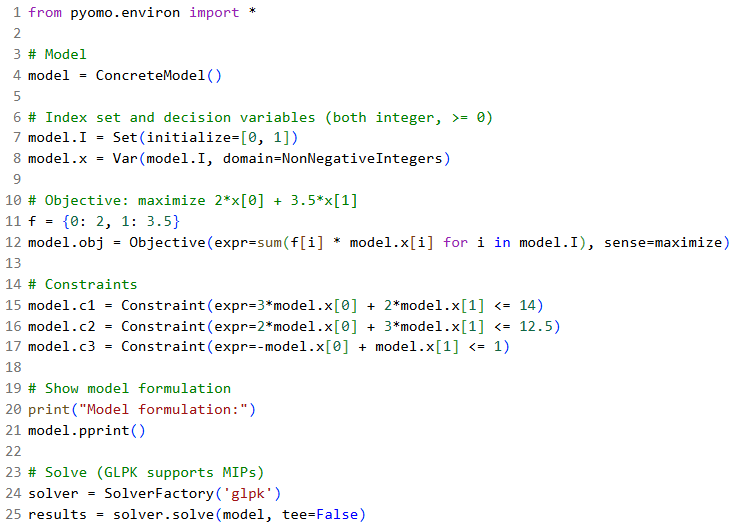 1 from pyomo.environ import *
2
3 # Model
4 model = ConcreteModel()
5
6 # Index set and decision variables (both integer, >= 0)
7 model.I = Set(initialize=[0, 1])
8 model.x = Var(model.I, domain=NonNegativeIntegers)
9
10 # Objective: maximize 2*x[0] + 3.5*x[1]
11 f = {0: 2, 1: 3.5}
12 model.obj = Objective(expr=sum(f[i] * model.x[i] for i in model.I), sense=maximize)
13
14 # Constraints
15 model.c1 = Constraint(expr=3*model.x[0] + 2*model.x[1] <= 14)
16 model.c2 = Constraint(expr=2*model.x[0] + 3*model.x[1] <= 12.5)
17 model.c3 = Constraint(expr=-model.x[0] + model.x[1] <= 1)
18
19 # Show model formulation
20 print("Model formulation:")
21 model.pprint()
22
23 # Solve (GLPK supports MIPs)
24 solver = SolverFactory('glpk')
25 results = solver.solve(model, tee=False)